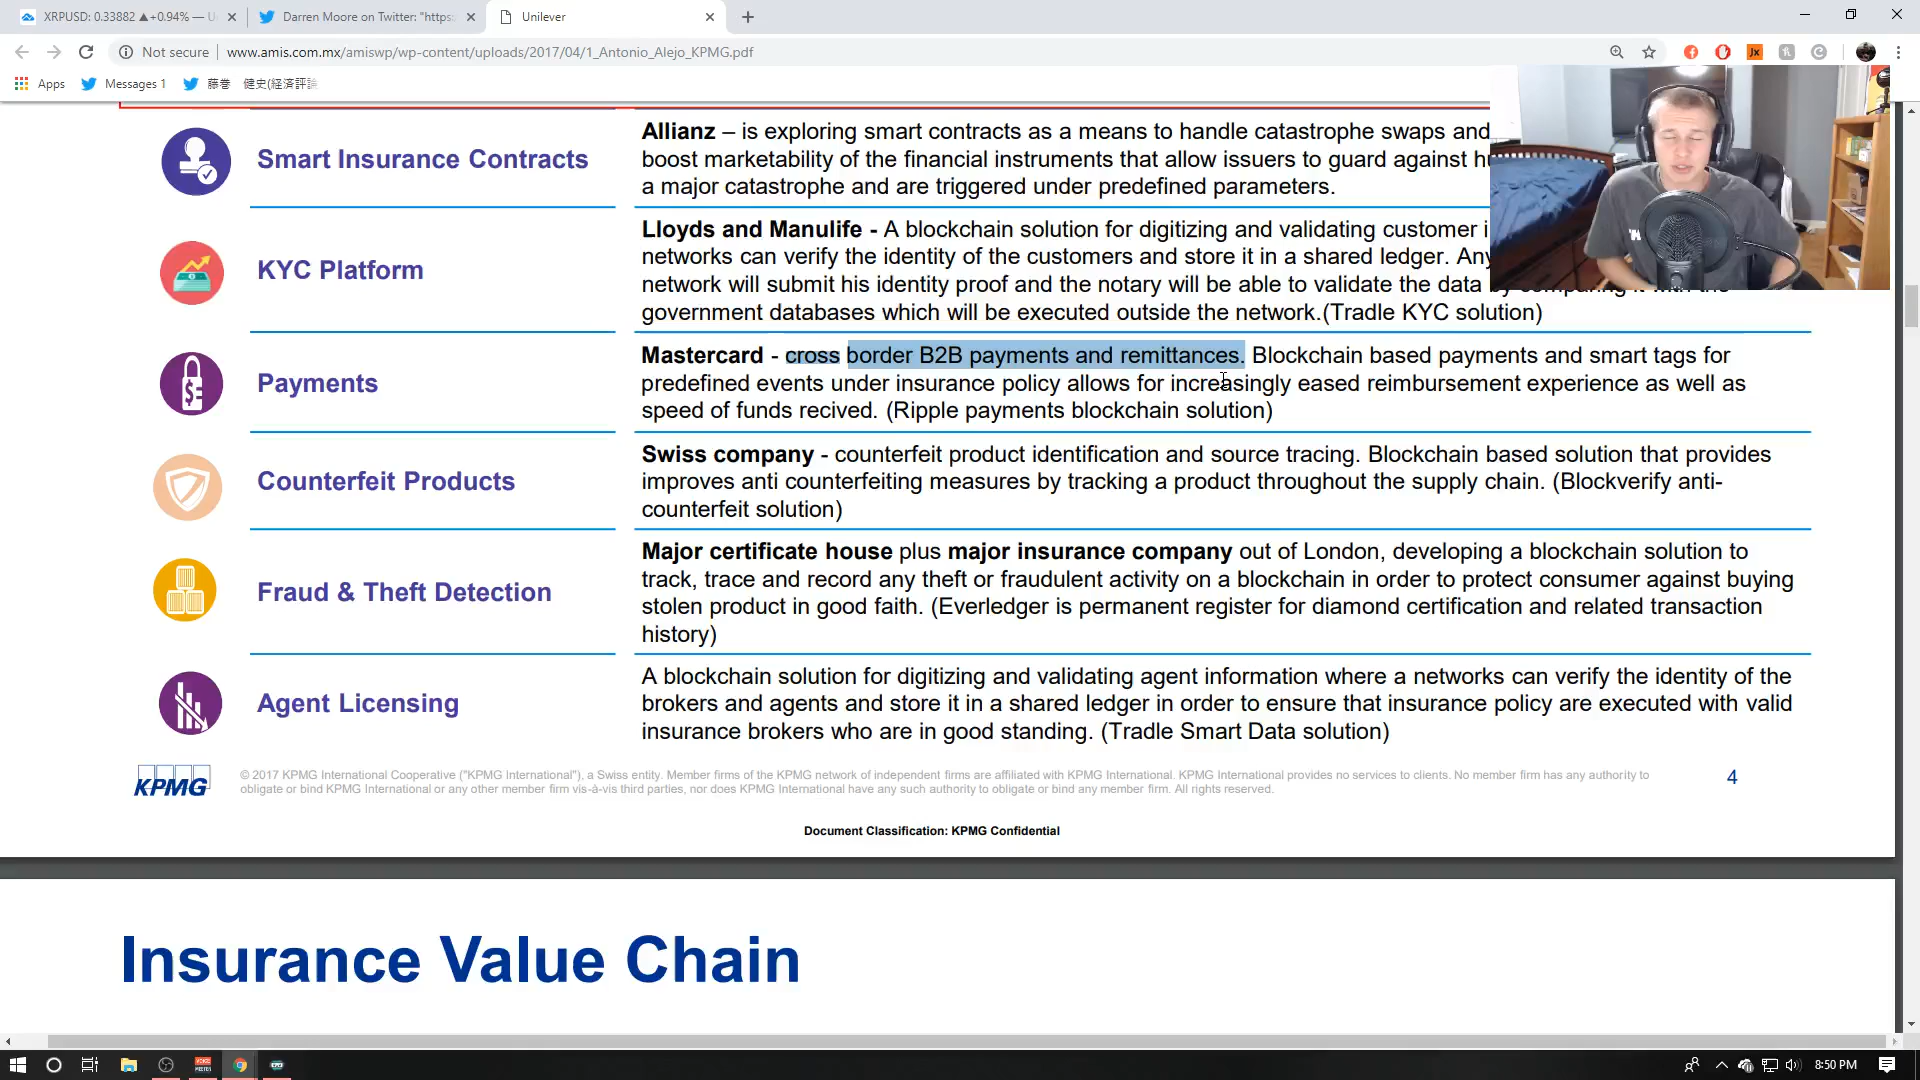 XRPUSD: 0.33882 ▲+0.94% — U
Darren Moore on Twitter: "https:
Unilever
Not secure
www.amis.com.mx/amiswp/wp-content/uploads/2017/04/1_Antonio_Alejo_KPMG.pdf
Apps
Messages 1
藤巻 健史(経済評論
Smart Insurance Contracts
Allianz – is exploring smart contracts as a means to handle catastrophe swaps and
boost marketability of the financial instruments that allow issuers to guard against
a major catastrophe and are triggered under predefined parameters.
KYC Platform
Lloyds and Manulife - A blockchain solution for digitizing and validating customer
networks can verify the identity of the customers and store it in a shared ledger. Any
network will submit his identity proof and the notary will be able to validate the data by comparing it with the
government databases which will be executed outside the network.(Tradle KYC solution)
Payments
Mastercard - cross border B2B payments and remittances. Blockchain based payments and smart tags for
predefined events under insurance policy allows for increasingly eased reimbursement experience as well as
speed of funds recived. (Ripple payments blockchain solution)
Counterfeit Products
Swiss company - counterfeit product identification and source tracing. Blockchain based solution that provides
improves anti counterfeiting measures by tracking a product throughout the supply chain. (Blockverify anti-
counterfeit solution)
Fraud & Theft Detection
Major certificate house plus major insurance company out of London, developing a blockchain solution to
track, trace and record any theft or fraudulent activity on a blockchain in order to protect consumer against buying
stolen product in good faith. (Everledger is permanent register for diamond certification and related transaction
history)
Agent Licensing
A blockchain solution for digitizing and validating agent information where a networks can verify the identity of the
brokers and agents and store it in a shared ledger in order to ensure that insurance policy are executed with valid
insurance brokers who are in good standing. (Tradle Smart Data solution)
KPMG
© 2017 KPMG International Cooperative ("KPMG International"), a Swiss entity. Member firms of the KPMG network of independent firms are affiliated with KPMG International. KPMG International provides no services to clients. No member firm has any authority to
obligate or bind KPMG International or any other member firm vis-à-vis third parties, nor does KPMG International have any such authority to obligate or bind any member firm. All rights reserved.
4
Document Classification: KPMG Confidential
Insurance Value Chain
8:50 PM